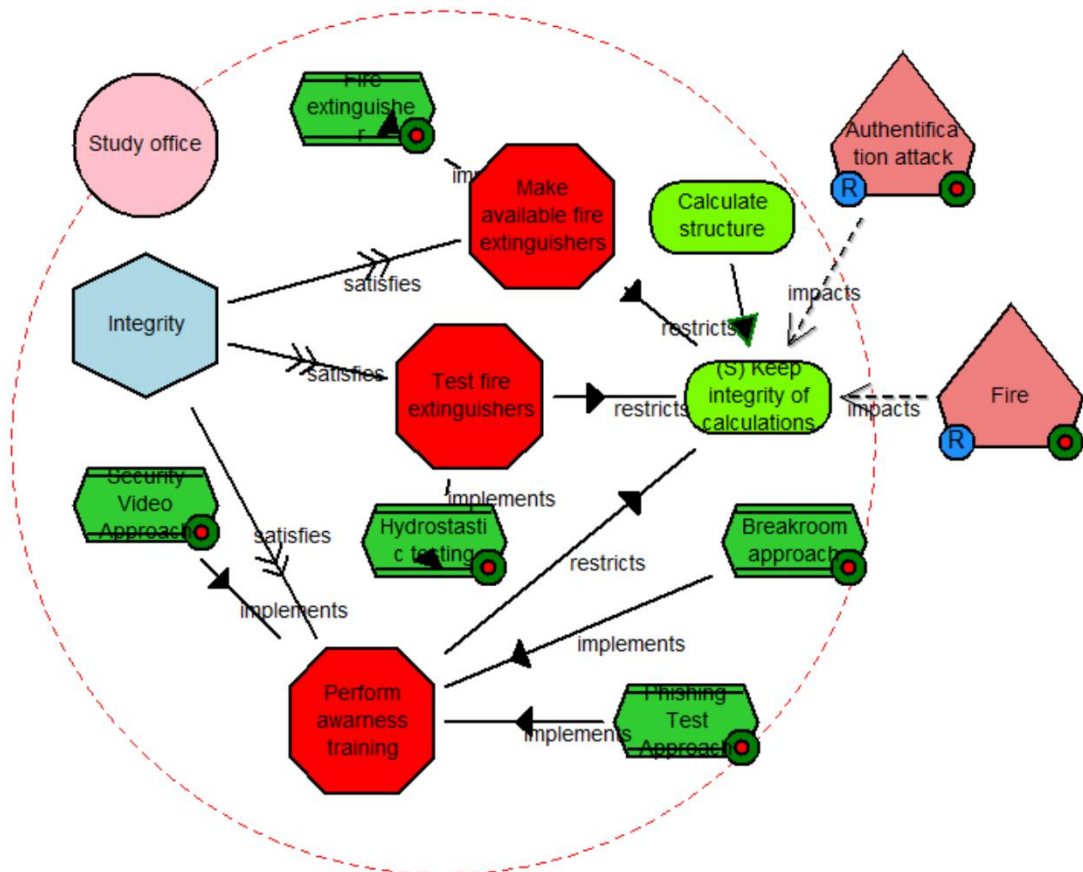 Fire
extinguishe
r
Study office
Authentifica
tion attack
R
Make
available fire
extinguishers
Calculate
structure
satisfies
impacts
Integrity
restricts
satisfies
Test fire
extinguishers
restricts
(S) Keep
integrity of
calculations
impacts
Fire
R
Security
Video
Approach
satisfies
implements
Hydrostasti
c testing
restricts
Breakroom
approach
implements
implements
Perform
awarness
training
implements
Phishing
Test
Approach